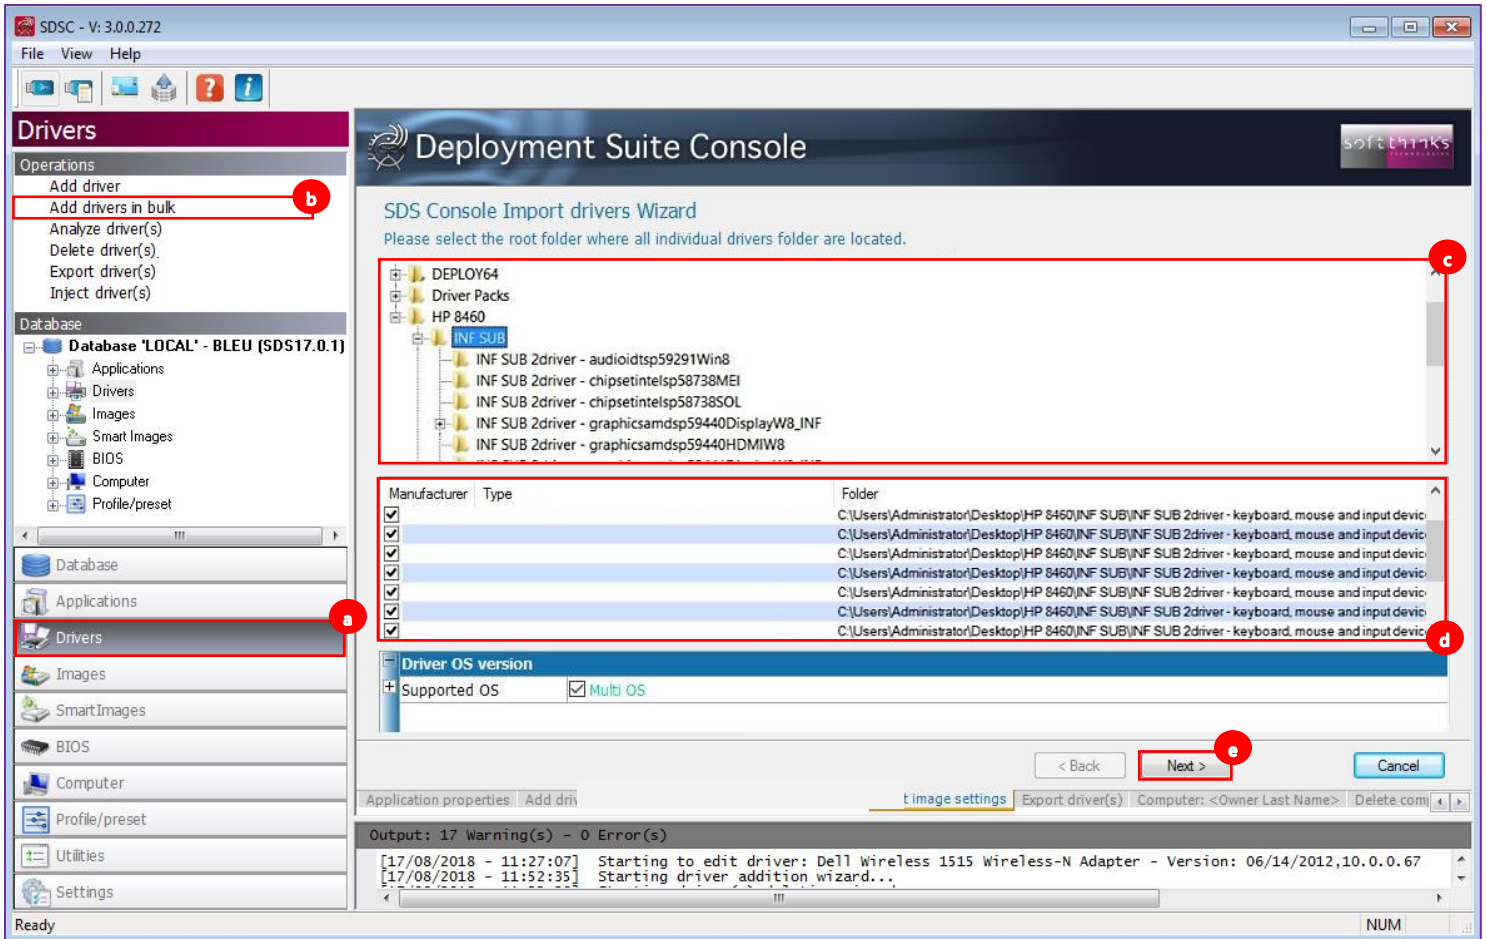 SDSC - V: 3.0.0.272
File View Help
Drivers
Operations
Add driver
Add drivers in bulk
b
Analyze driver(s)
Delete driver(s)
Export driver(s)
Inject driver(s)
Database
Database 'LOCAL' - BLEU (SDS17.0.1)
Applications
Drivers
Images
Smart Images
BIOS
Computer
Profile/preset
Database
Applications
a
Drivers
Images
SmartImages
BIOS
Computer
Profile/preset
Utilities
Settings
Deployment Suite Console
softthinks
SDS Console Import drivers Wizard
Please select the root folder where all individual drivers folder are located.
c
DEPLOY64
Driver Packs
HP 8460
INF SUB
INF SUB 2driver - audioidtsp59291Win8
INF SUB 2driver - chipsetintelsp58738MEI
INF SUB 2driver - chipsetintelsp58738SOL
INF SUB 2driver - graphicsamdsp59440DisplayW8_INF
INF SUB 2driver - graphicsamdsp59440HDMIW8
Manufacturer Type Folder
C:\Users\Administrator\Desktop\HP 8460\INF SUB\INF SUB 2driver - keyboard, mouse and input devic
C:\Users\Administrator\Desktop\HP 8460\INF SUB\INF SUB 2driver - keyboard, mouse and input devic
C:\Users\Administrator\Desktop\HP 8460\INF SUB\INF SUB 2driver - keyboard, mouse and input devic
C:\Users\Administrator\Desktop\HP 8460\INF SUB\INF SUB 2driver - keyboard, mouse and input devic
C:\Users\Administrator\Desktop\HP 8460\INF SUB\INF SUB 2driver - keyboard, mouse and input devic
C:\Users\Administrator\Desktop\HP 8460\INF SUB\INF SUB 2driver - keyboard, mouse and input devic
C:\Users\Administrator\Desktop\HP 8460\INF SUB\INF SUB 2driver - keyboard, mouse and input devic
d
Driver OS version
Supported OS Multi OS
e
< Back Next > Cancel
Application properties Add driv t image settings Export driver(s) Computer: <Owner Last Name> Delete com
Output: 17 Warning(s) - 0 Error(s)
[17/08/2018 - 11:27:07] Starting to edit driver: Dell Wireless 1515 Wireless-N Adapter - Version: 06/14/2012,10.0.0.67
[17/08/2018 - 11:52:35] Starting driver addition wizard...
Ready NUM